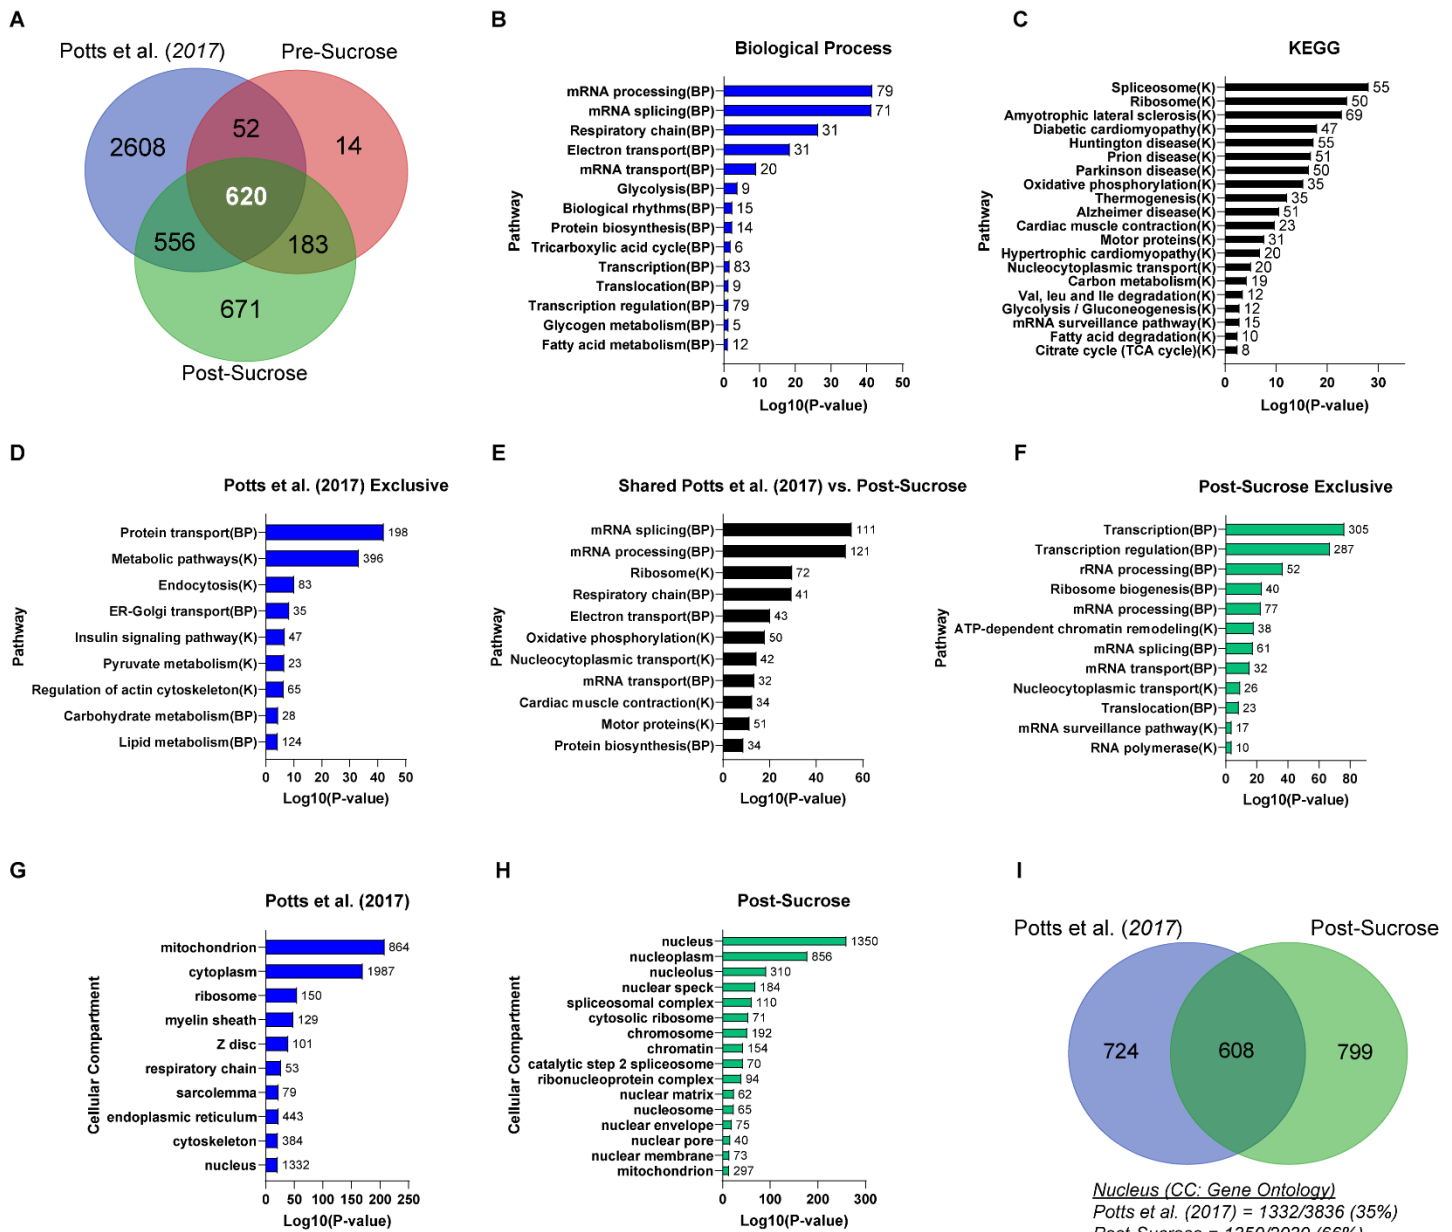 A
Potts et al. (2017)
Pre-Sucrose
2608
52
14
620
556
183
671
Post-Sucrose
B
Biological Process
Pathway
mRNA processing(BP) 79
mRNA splicing(BP) 71
Respiratory chain(BP) 31
Electron transport(BP) 31
mRNA transport(BP) 20
Glycolysis(BP) 9
Biological rhythms(BP) 15
Protein biosynthesis(BP) 14
Tricarboxylic acid cycle(BP) 6
Transcription(BP) 83
Translocation(BP) 9
Transcription regulation(BP) 79
Glycogen metabolism(BP) 5
Fatty acid metabolism(BP) 12
0 10 20 30 40 50
Log10(P-value)
C
KEGG
Pathway
Spliceosome(K) 55
Ribosome(K) 50
Amyotrophic lateral sclerosis(K) 69
Diabetic cardiomyopathy(K) 47
Huntington disease(K) 55
Prion disease(K) 51
Parkinson disease(K) 50
Oxidative phosphorylation(K) 35
Thermogenesis(K) 35
Alzheimer disease(K) 51
Cardiac muscle contraction(K) 23
Motor proteins(K) 31
Hypertrophic cardiomyopathy(K) 20
Nucleocytoplasmic transport(K) 20
Carbon metabolism(K) 19
Val, leu and Ile degradation(K) 12
Glycolysis / Gluconeogenesis(K) 12
mRNA surveillance pathway(K) 15
Fatty acid degradation(K) 10
Citrate cycle (TCA cycle)(K) 8
0 10 20 30
Log10(P-value)
D
Potts et al. (2017) Exclusive
Pathway
Protein transport(BP) 198
Metabolic pathways(K) 396
Endocytosis(K) 83
ER-Golgi transport(BP) 35
Insulin signaling pathway(K) 47
Pyruvate metabolism(K) 23
Regulation of actin cytoskeleton(K) 65
Carbohydrate metabolism(BP) 28
Lipid metabolism(BP) 124
0 10 20 30 40 50
Log10(P-value)
E
Shared Potts et al. (2017) vs. Post-Sucrose
Pathway
mRNA splicing(BP) 111
mRNA processing(BP) 121
Ribosome(K) 72
Respiratory chain(BP) 41
Electron transport(BP) 43
Oxidative phosphorylation(K) 50
Nucleocytoplasmic transport(K) 42
mRNA transport(BP) 32
Cardiac muscle contraction(K) 34
Motor proteins(K) 51
Protein biosynthesis(BP) 34
0 20 40 60
Log10(P-value)
F
Post-Sucrose Exclusive
Pathway
Transcription(BP) 305
Transcription regulation(BP) 287
rRNA processing(BP) 52
Ribosome biogenesis(BP) 40
mRNA processing(BP) 77
ATP-dependent chromatin remodeling(K) 38
mRNA splicing(BP) 61
mRNA transport(BP) 32
Nucleocytoplasmic transport(K) 26
Translocation(BP) 23
mRNA surveillance pathway(K) 17
RNA polymerase(K) 10
0 20 40 60 80
Log10(P-value)
G
Potts et al. (2017)
Cellular Compartment
mitochondrion 864
cytoplasm 1987
ribosome 150
myelin sheath 129
Z disc 101
respiratory chain 53
sarcolemma 79
endoplasmic reticulum 443
cytoskeleton 384
nucleus 1332
0 50 100 150 200 250
Log10(P-value)
H
Post-Sucrose
Cellular Compartment
nucleus 1350
nucleoplasm 856
nucleolus 310
nuclear speck 184
spliceosomal complex 110
cytosolic ribosome 71
chromosome 192
chromatin 154
catalytic step 2 spliceosome 70
ribonucleoprotein complex 94
nuclear matrix 62
nucleosome 65
nuclear envelope 75
nuclear pore 40
nuclear membrane 73
mitochondrion 297
0 100 200 300
Log10(P-value)
I
Potts et al. (2017)
Post-Sucrose
724
608
799
Nucleus (CC: Gene Ontology)
Potts et al. (2017) = 1332/3836 (35%)
Post-Sucrose = 1350/2030 (66%)